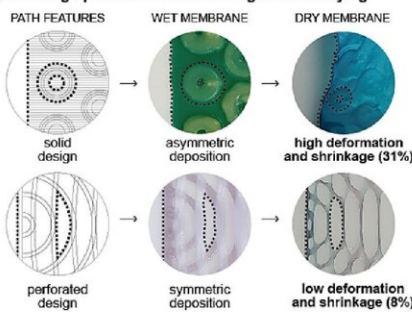 PATH FEATURES
WET MEMBRANE
DRY MEMBRANE
solid
design
asymmetric
deposition
high deformation
and shrinkage (31%)
perforated
design
symmetric
deposition
low deformation
and shrinkage (8%)